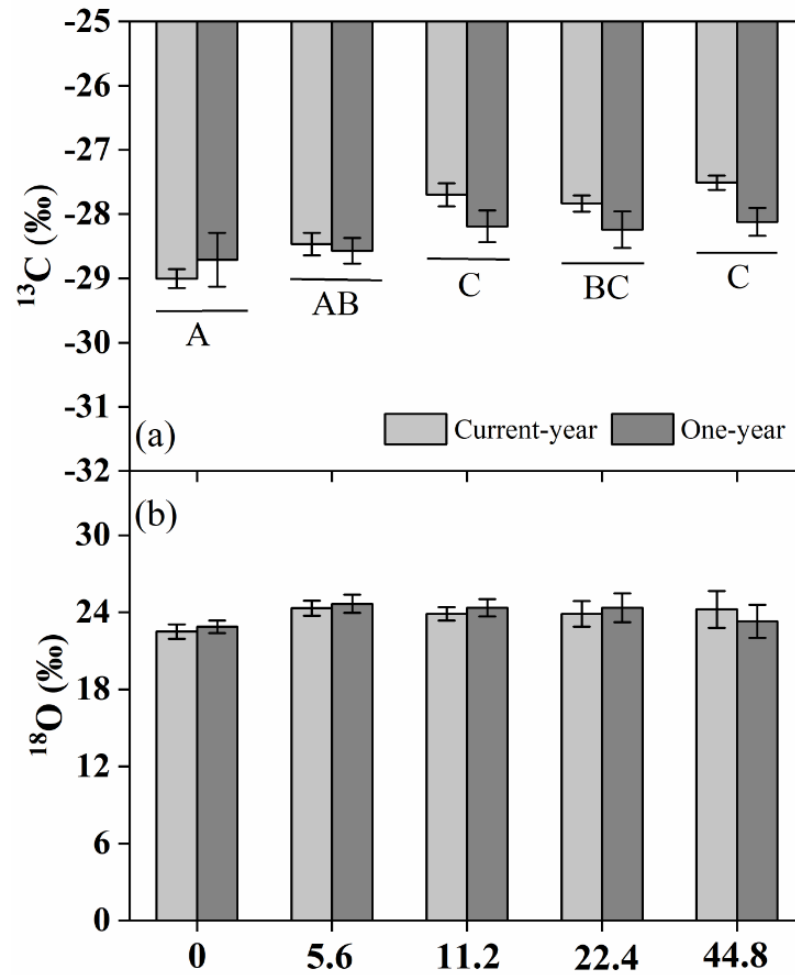 -25
-26
-27
-28
-29
-30
-31
-32
¹³C (‰)
A
AB
C
BC
C
(a)
Current-year
One-year
(b)
30
24
18
12
6
0
¹⁸O (‰)
0 5.6 11.2 22.4 44.8